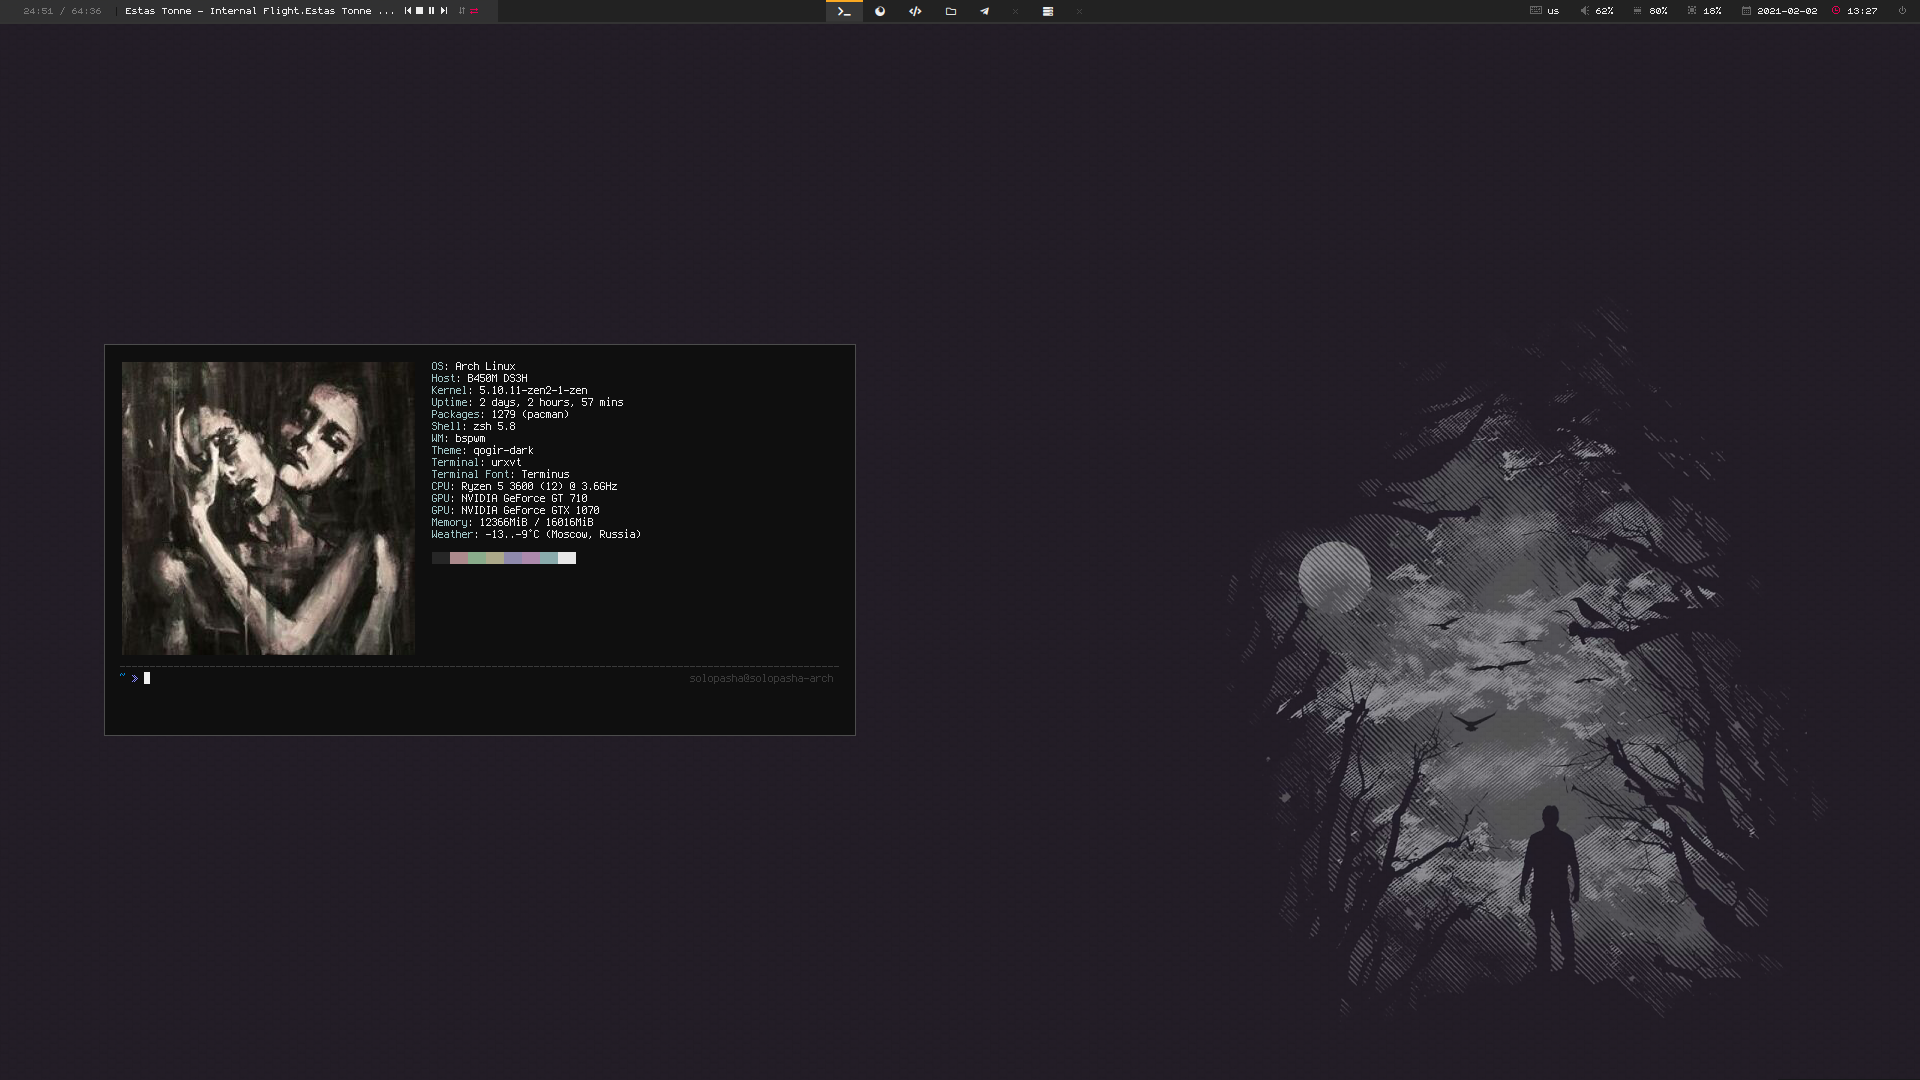 24:51 / 64:36 | Estas Tonne - Internal Flight.Estas Tonne ...
us 62% 80% 18% 2021-02-02 13:27
OS: Arch Linux
Host: B450M DS3H
Kernel: 5.10.11-zen2-1-zen
Uptime: 2 days, 2 hours, 57 mins
Packages: 1279 (pacman)
Shell: zsh 5.8
WM: bspwm
Theme: qogir-dark
Terminal: urxvt
Terminal Font: Terminus
CPU: Ryzen 5 3600 (12) @ 3.6GHz
GPU: NVIDIA GeForce GT 710
GPU: NVIDIA GeForce GTX 1070
Memory: 12366MiB / 16016MiB
Weather: -13..-9°C (Moscow, Russia)
~ » solopasha@solopasha-arch